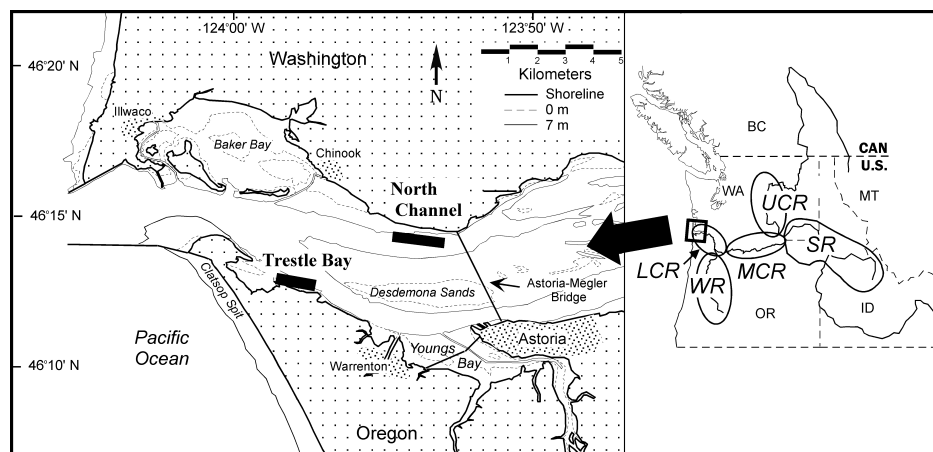 124°00' W
123°50' W
46°20' N
46°15' N
46°10' N
Washington
N
1 2 3 4 5
Kilometers
Shoreline
0 m
7 m
Illwaco
Baker Bay
Chinook
North
Channel
Trestle Bay
Clatsop Spit
Desdemona Sands
Astoria-Megler
Bridge
Pacific
Ocean
Warrenton
Youngs
Bay
Astoria
Oregon
BC
CAN
U.S.
WA
MT
UCR
SR
LCR
MCR
WR
OR
ID